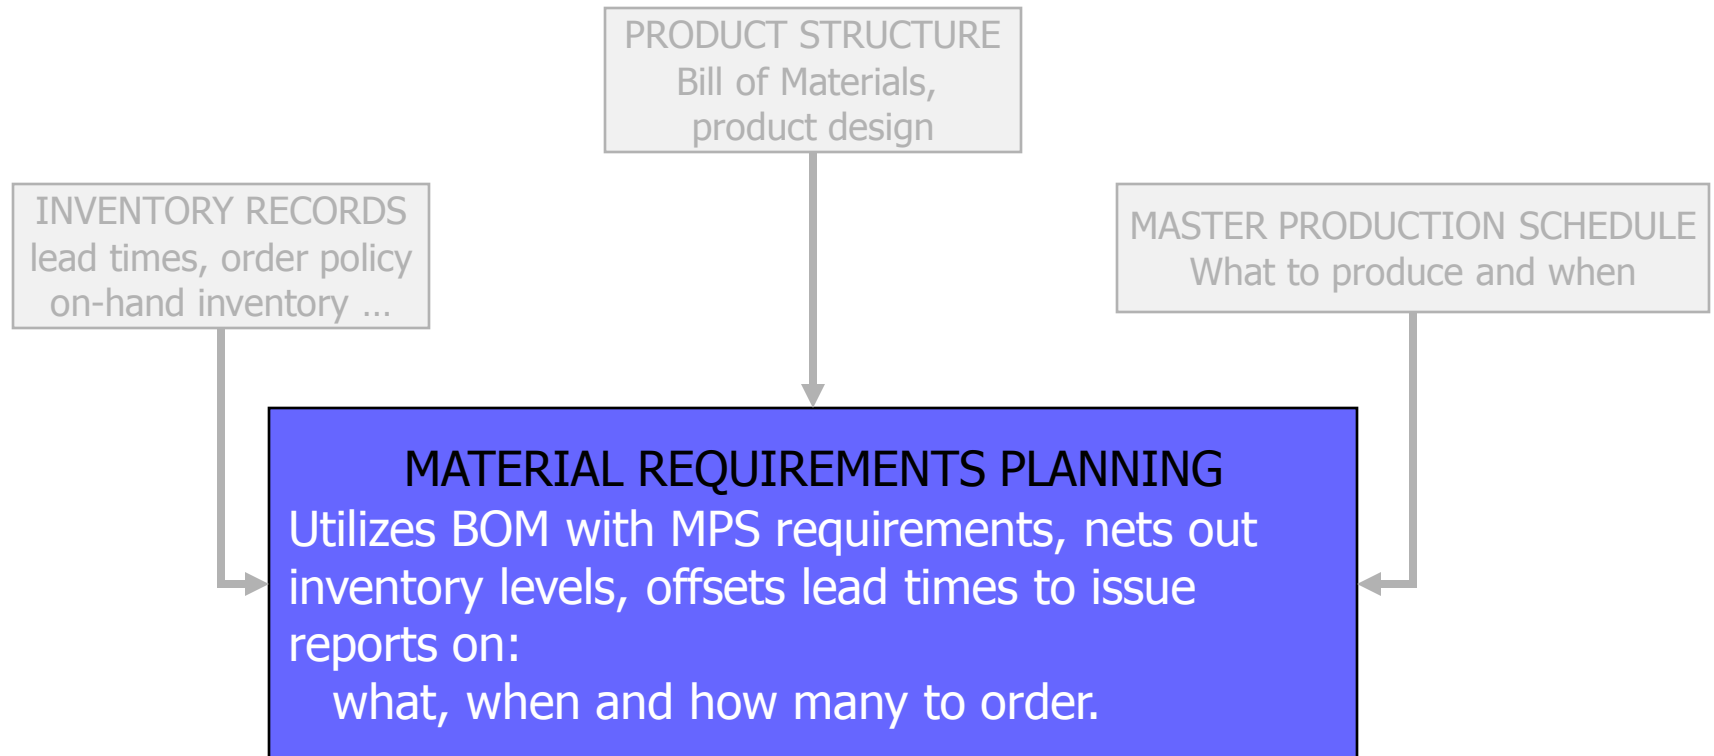 PRODUCT STRUCTURE
Bill of Materials,
product design
INVENTORY RECORDS
lead times, order policy
on-hand inventory ...
MASTER PRODUCTION SCHEDULE
What to produce and when
MATERIAL REQUIREMENTS PLANNING
Utilizes BOM with MPS requirements, nets out
inventory levels, offsets lead times to issue
reports on:
what, when and how many to order.